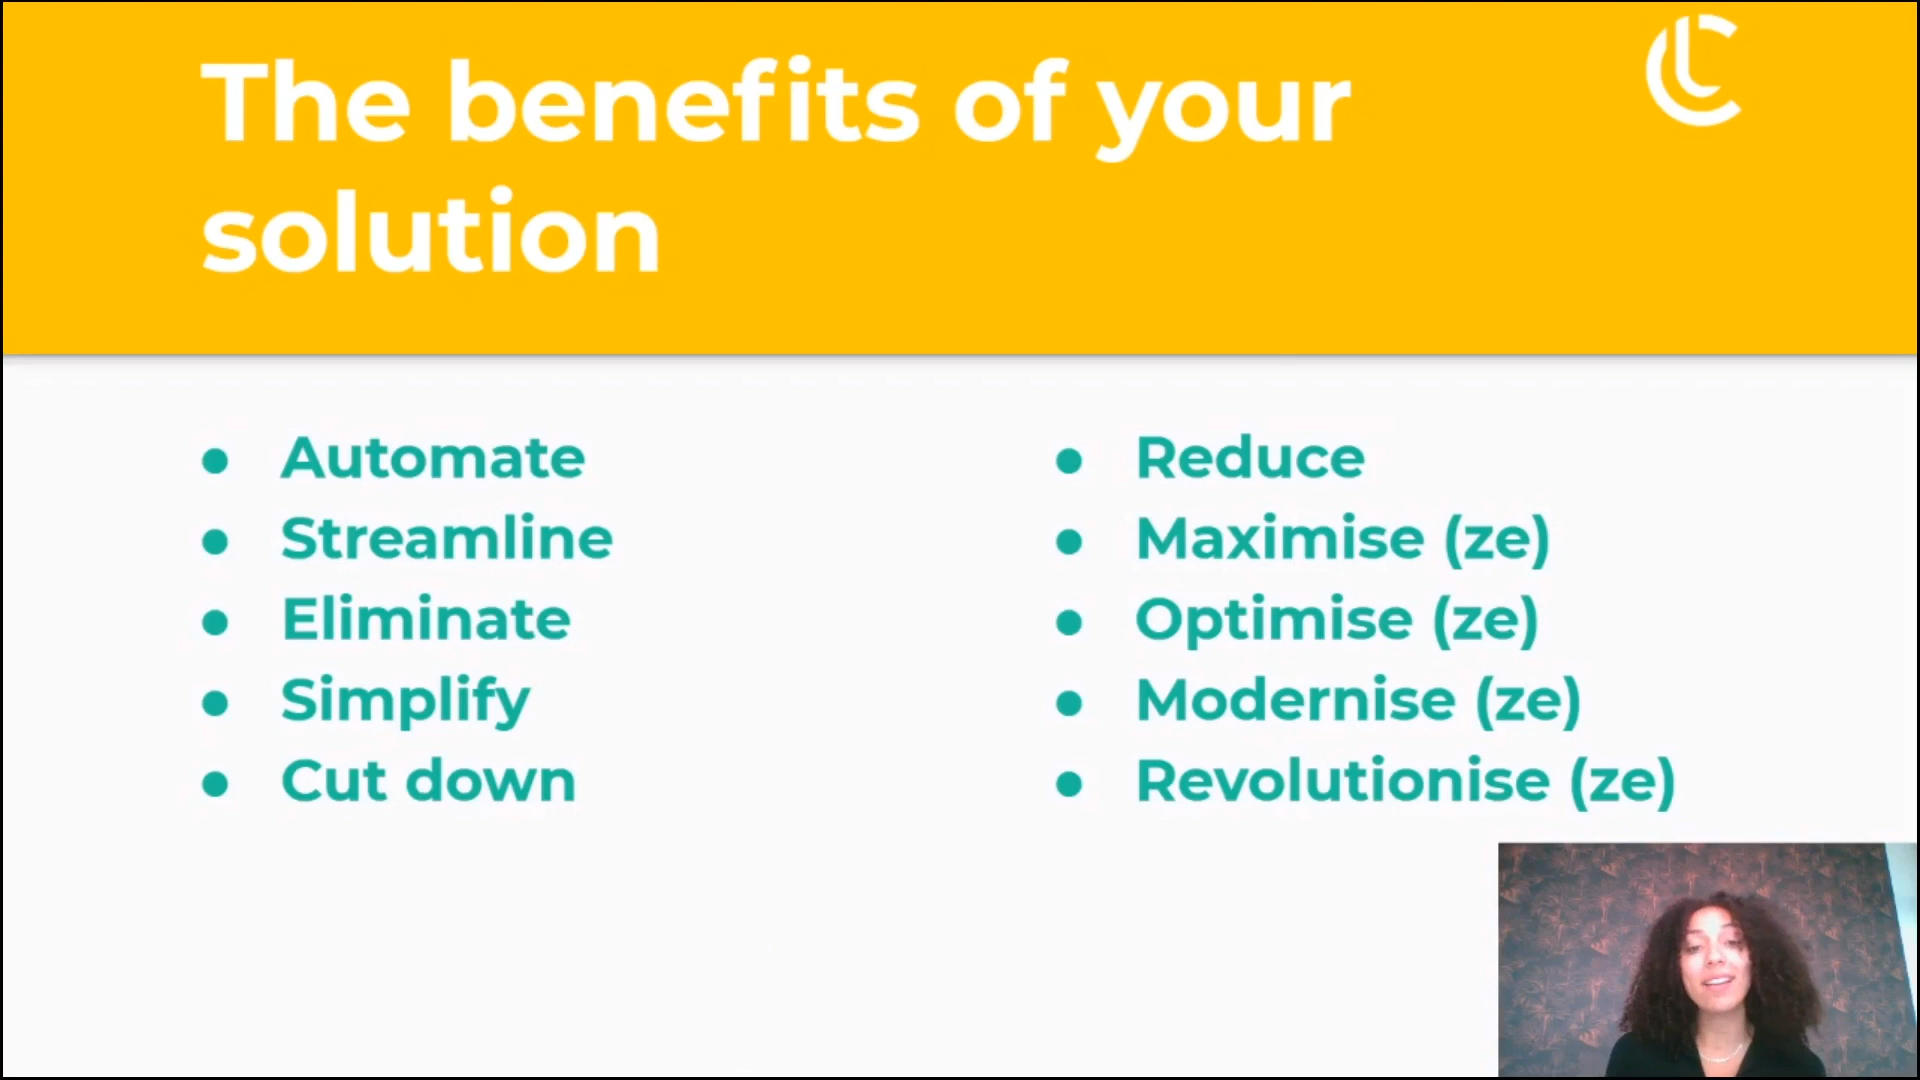 The benefits of your
solution
● Automate
● Streamline
● Eliminate
● Simplify
● Cut down
● Reduce
● Maximise (ze)
● Optimise (ze)
● Modernise (ze)
● Revolutionise (ze)